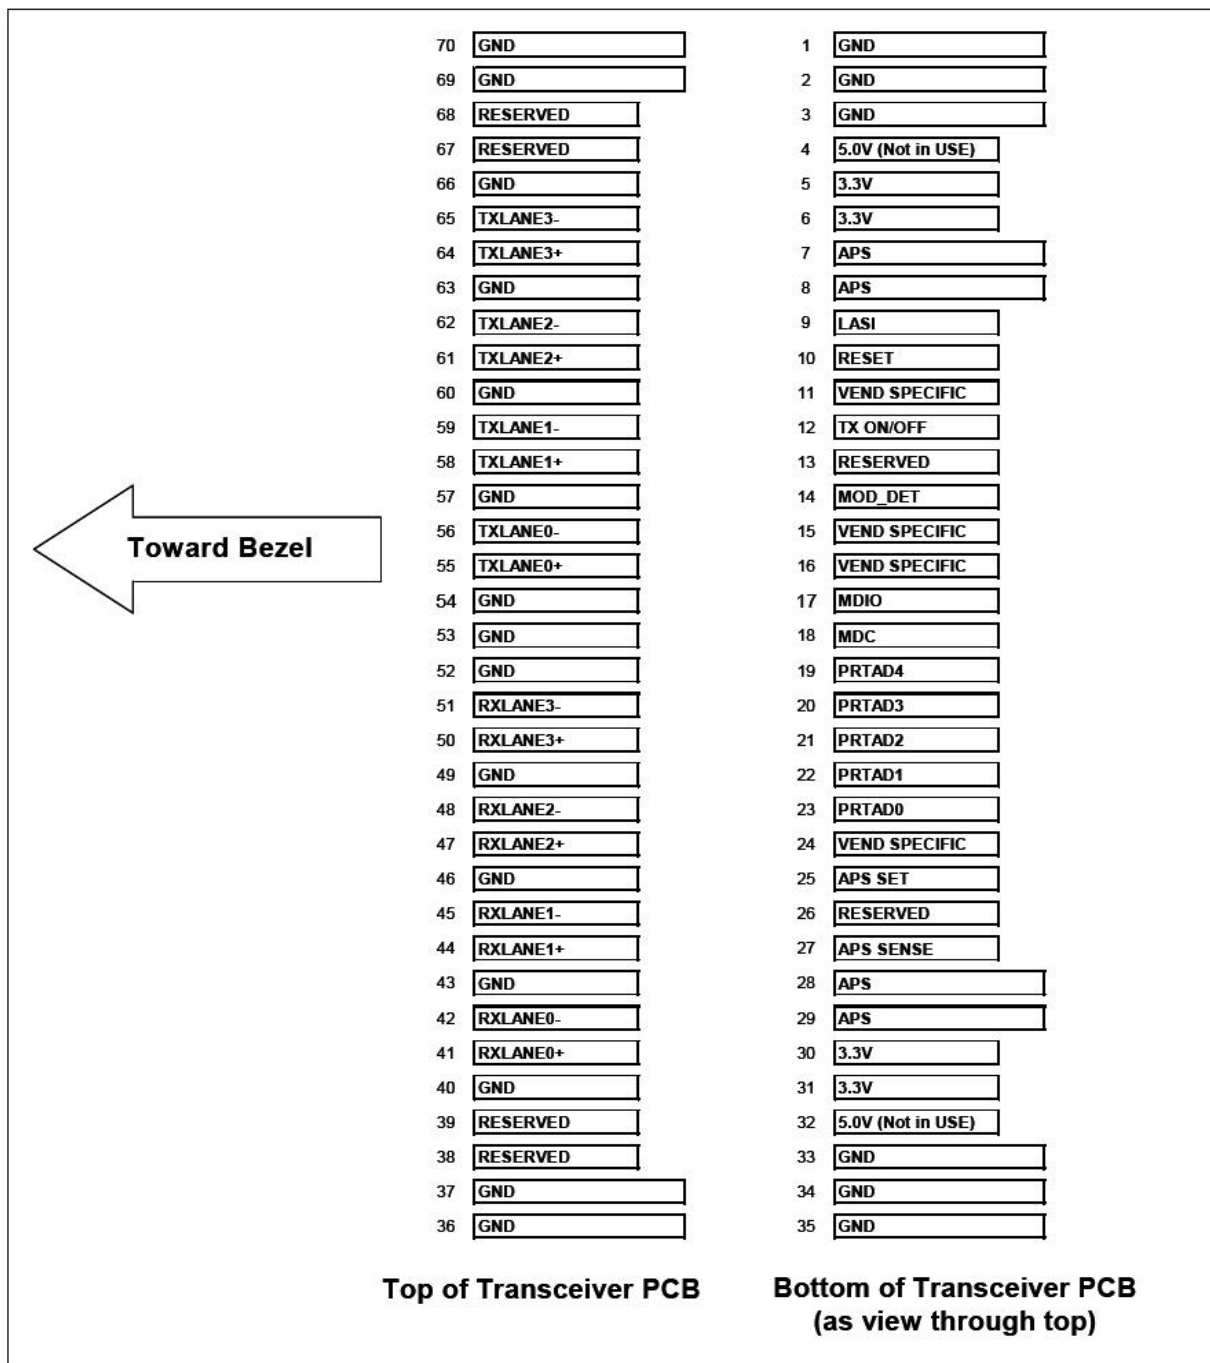 70 GND 1 GND
69 GND 2 GND
68 RESERVED 3 GND
67 RESERVED 4 5.0V (Not in USE)
66 GND 5 3.3V
65 TXLANE3- 6 3.3V
64 TXLANE3+ 7 APS
63 GND 8 APS
62 TXLANE2- 9 LASI
61 TXLANE2+ 10 RESET
60 GND 11 VEND SPECIFIC
59 TXLANE1- 12 TX ON/OFF
58 TXLANE1+ 13 RESERVED
57 GND 14 MOD_DET
56 TXLANE0- 15 VEND SPECIFIC
Toward Bezel
55 TXLANE0+ 16 VEND SPECIFIC
54 GND 17 MDIO
53 GND 18 MDC
52 GND 19 PRTAD4
51 RXLANE3- 20 PRTAD3
50 RXLANE3+ 21 PRTAD2
49 GND 22 PRTAD1
48 RXLANE2- 23 PRTAD0
47 RXLANE2+ 24 VEND SPECIFIC
46 GND 25 APS SET
45 RXLANE1- 26 RESERVED
44 RXLANE1+ 27 APS SENSE
43 GND 28 APS
42 RXLANE0- 29 APS
41 RXLANE0+ 30 3.3V
40 GND 31 3.3V
39 RESERVED 32 5.0V (Not in USE)
38 RESERVED 33 GND
37 GND 34 GND
36 GND 35 GND
Top of Transceiver PCB
Bottom of Transceiver PCB
(as view through top)